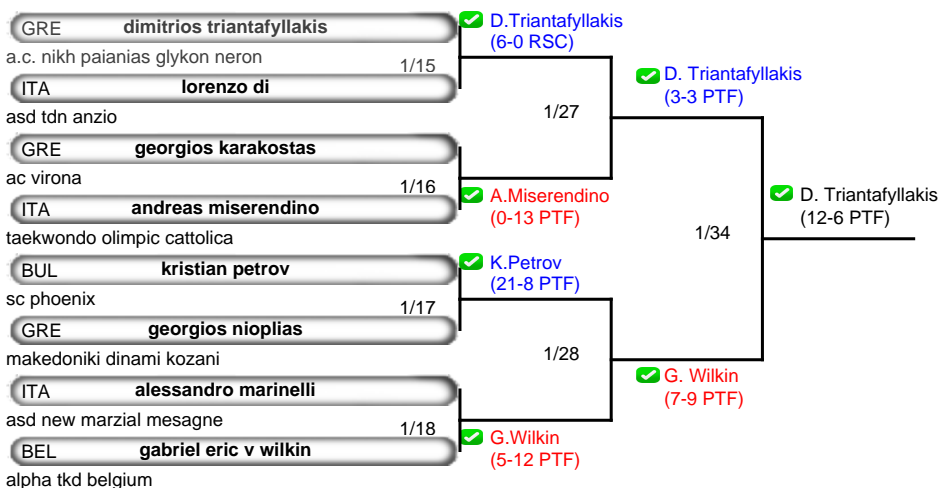 GRE dimitrios triantafyllakis
a.c. nikh paianias glykon neron
1/15
ITA lorenzo di
asd tdn anzio
GRE georgios karakostas
ac virona
1/16
ITA andreas miserendino
taekwondo olimpic cattolica
BUL kristian petrov
sc phoenix
1/17
GRE georgios nioplias
makedoniki dinami kozani
ITA alessandro marinelli
asd new marzial mesagne
1/18
BEL gabriel eric v wilkin
alpha tkd belgium
D.Triantafyllakis
(6-0 RSC)
1/27
A.Miserendino
(0-13 PTF)
K.Petrov
(21-8 PTF)
1/28
G.Wilkin
(5-12 PTF)
D. Triantafyllakis
(3-3 PTF)
1/34
G. Wilkin
(7-9 PTF)
D. Triantafyllakis
(12-6 PTF)